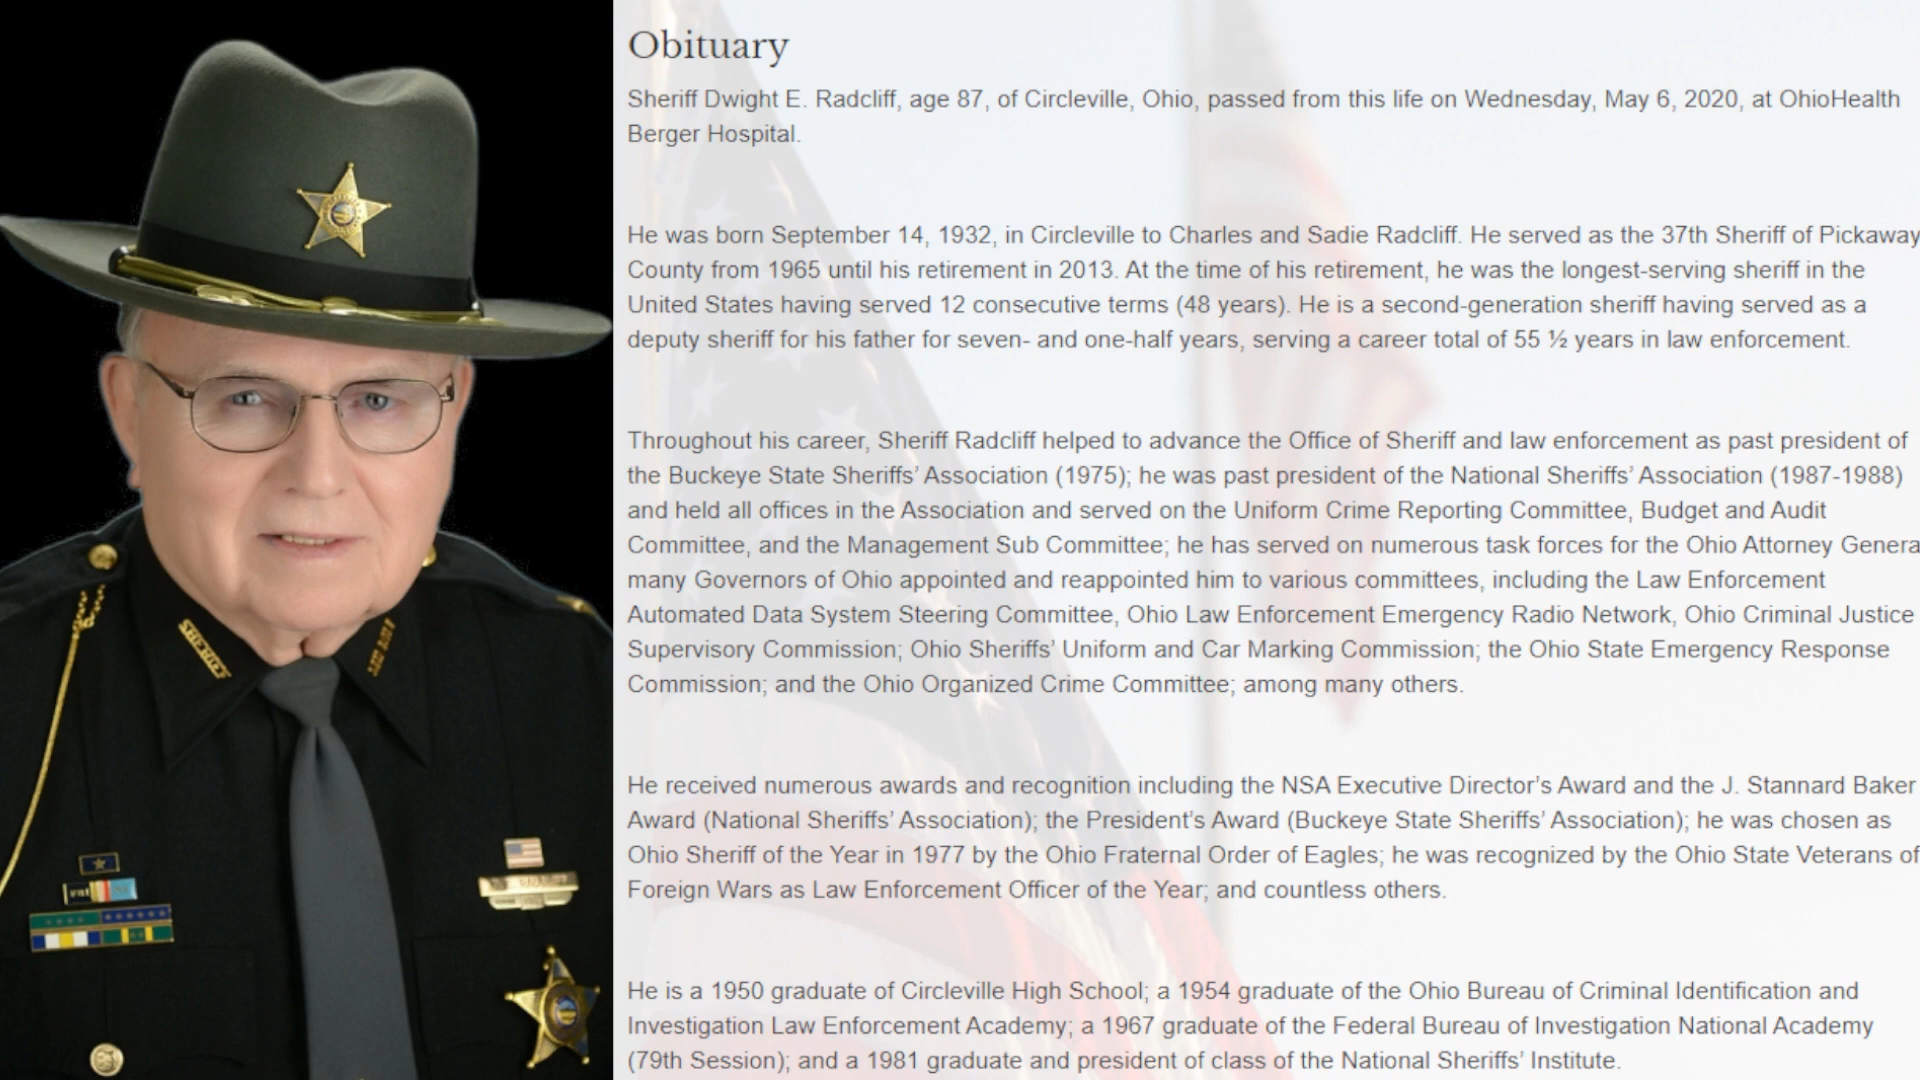 Obituary
Sheriff Dwight E. Radcliff, age 87, of Circleville, Ohio, passed from this life on Wednesday, May 6, 2020, at OhioHealth
Berger Hospital.
He was born September 14, 1932, in Circleville to Charles and Sadie Radcliff. He served as the 37th Sheriff of Pickaway
County from 1965 until his retirement in 2013. At the time of his retirement, he was the longest-serving sheriff in the
United States having served 12 consecutive terms (48 years). He is a second-generation sheriff having served as a
deputy sheriff for his father for seven- and one-half years, serving a career total of 55 ½ years in law enforcement.
Throughout his career, Sheriff Radcliff helped to advance the Office of Sheriff and law enforcement as past president of
the Buckeye State Sheriffs’ Association (1975); he was past president of the National Sheriffs’ Association (1987-1988)
and held all offices in the Association and served on the Uniform Crime Reporting Committee, Budget and Audit
Committee, and the Management Sub Committee; he has served on numerous task forces for the Ohio Attorney Genera
many Governors of Ohio appointed and reappointed him to various committees, including the Law Enforcement
Automated Data System Steering Committee, Ohio Law Enforcement Emergency Radio Network, Ohio Criminal Justice
Supervisory Commission; Ohio Sheriffs’ Uniform and Car Marking Commission; the Ohio State Emergency Response
Commission; and the Ohio Organized Crime Committee; among many others.
He received numerous awards and recognition including the NSA Executive Director’s Award and the J. Stannard Baker
Award (National Sheriffs’ Association); the President’s Award (Buckeye State Sheriffs’ Association); he was chosen as
Ohio Sheriff of the Year in 1977 by the Ohio Fraternal Order of Eagles; he was recognized by the Ohio State Veterans of
Foreign Wars as Law Enforcement Officer of the Year; and countless others.
He is a 1950 graduate of Circleville High School; a 1954 graduate of the Ohio Bureau of Criminal Identification and
Investigation Law Enforcement Academy; a 1967 graduate of the Federal Bureau of Investigation National Academy
(79th Session); and a 1981 graduate and president of class of the National Sheriffs’ Institute.
SHERIFF